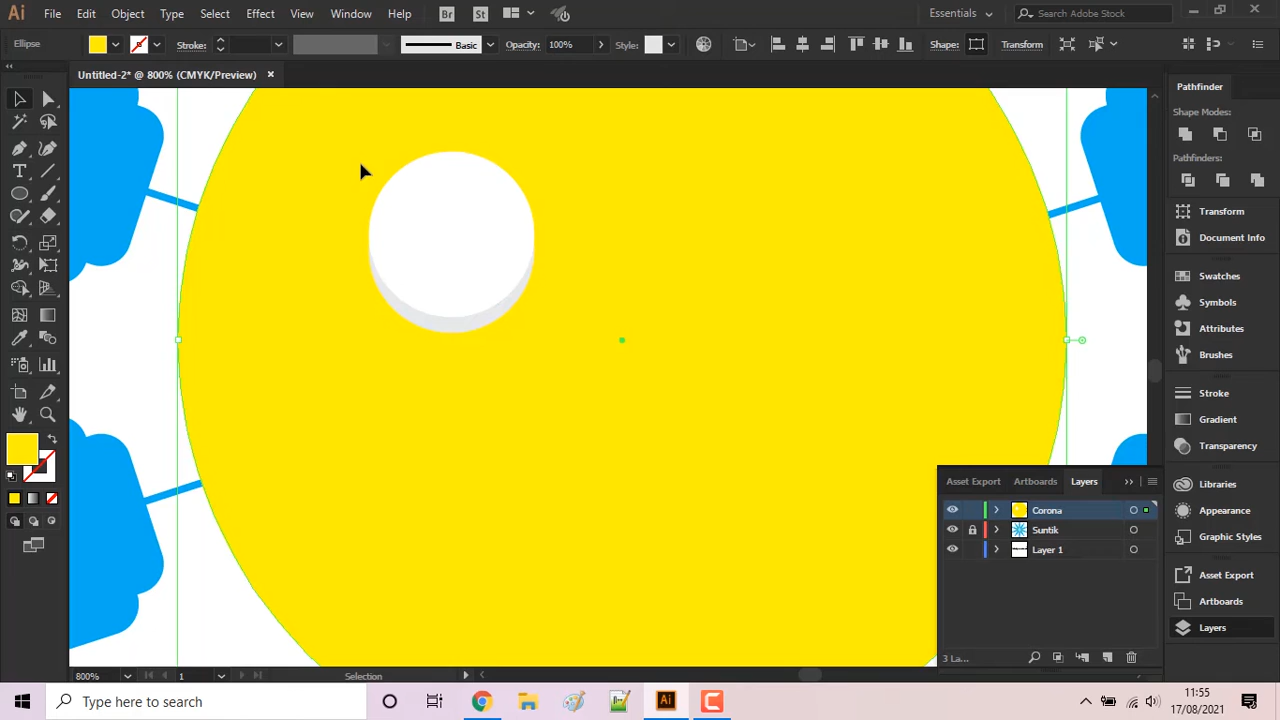 Ai File Edit Object Type Select Effect View Window Help Br St Essentials Search Adobe Stock
Ellipse Stroke: Basic Opacity: 100% Style: Shape: Transform
Untitled-2* @ 800% (CMYK/Preview)
Pathfinder
Shape Modes:
Pathfinders:
Transform
Document Info
Swatches
Symbols
Attributes
Brushes
Stroke
Gradient
Transparency
Libraries
Appearance
Graphic Styles
Asset Export
Artboards
Layers
Asset Export Artboards Layers
Corona
Suntik
Layer 1
3 La...
800% 1 Selection
Type here to search
Ai
11:55
17/08/2021